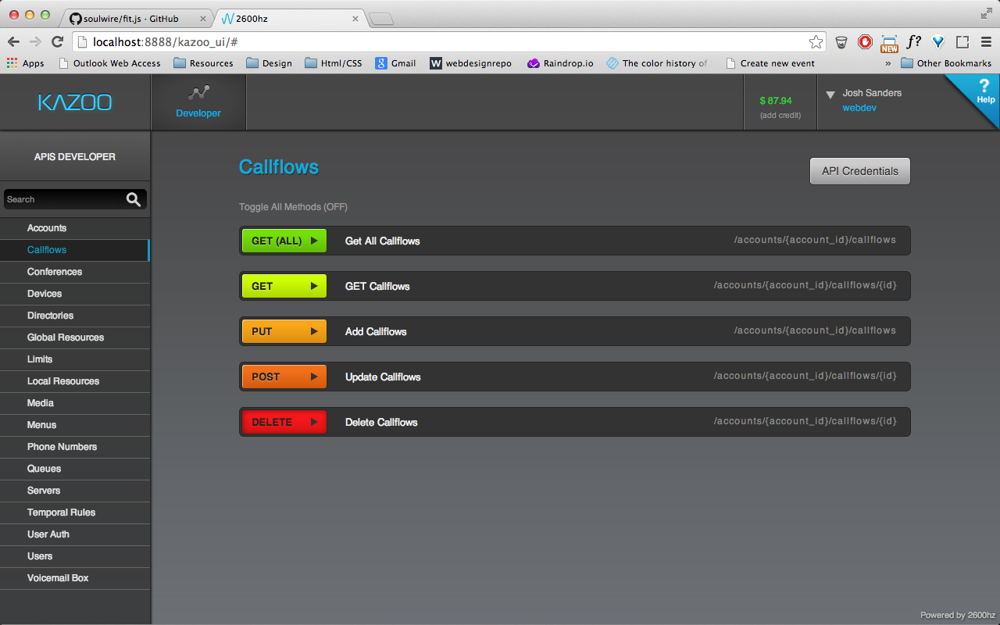 soulwire/fit.js · GitHub
2600hz
localhost:8888/kazoo_ui/#
f?
NEW
Apps
Outlook Web Access
Resources
Design
Html/CSS
Gmail
W webdesignrepo
Raindrop.io
The color history of
Create new event
»
Other Bookmarks
KAZOO
Developer
$ 87.94
(add credit)
Josh Sanders
webdev
?
Help
APIS DEVELOPER
Search
Accounts
Callflows
Conferences
Devices
Directories
Global Resources
Limits
Local Resources
Media
Menus
Phone Numbers
Queues
Servers
Temporal Rules
User Auth
Users
Voicemail Box
Callflows
API Credentials
Toggle All Methods (OFF)
GET (ALL) Get All Callflows /accounts/{account_id}/callflows
GET GET Callflows /accounts/{account_id}/callflows/{id}
PUT Add Callflows /accounts/{account_id}/callflows
POST Update Callflows /accounts/{account_id}/callflows/{id}
DELETE Delete Callflows /accounts/{account_id}/callflows/{id}
Powered by 2600hz